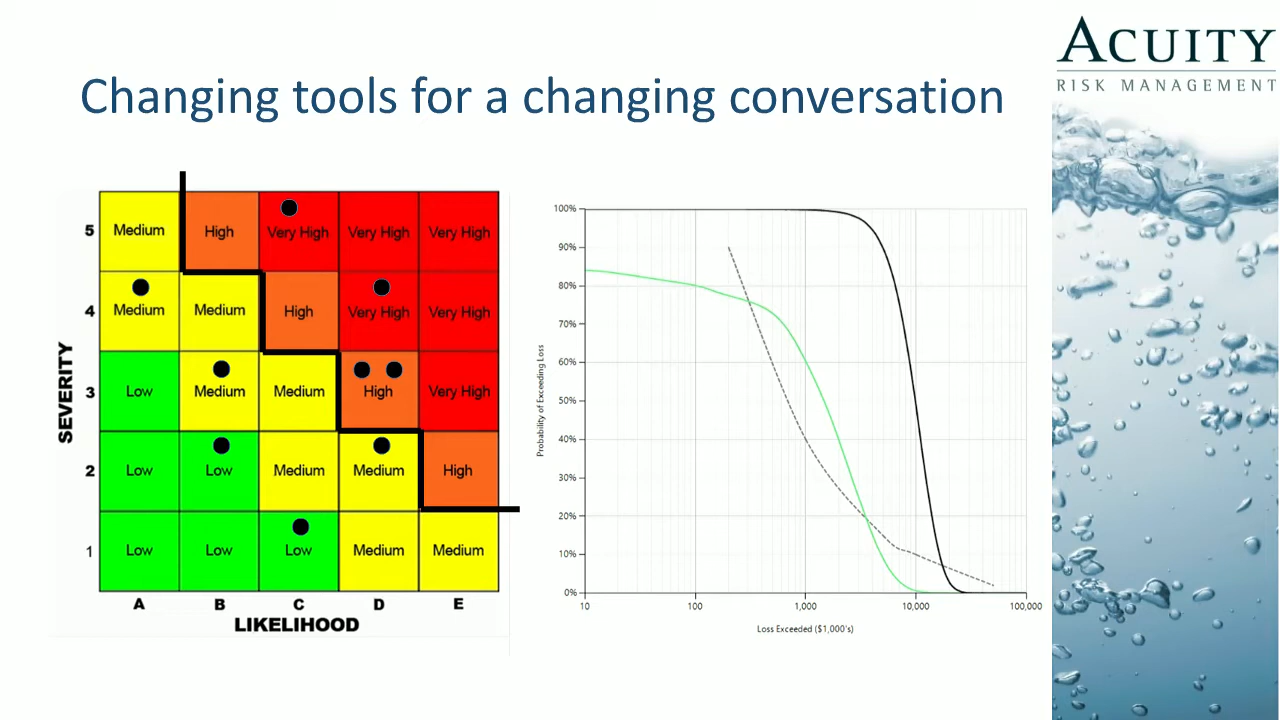 ACUITY
RISK MANAGEMENT
Changing tools for a changing conversation
SEVERITY
5 Medium High Very High Very High Very High
4 Medium Medium High Very High Very High
3 Low Medium Medium High Very High
2 Low Low Medium Medium High
1 Low Low Low Medium Medium
A B C D E
LIKELIHOOD
Probability of Exceeding Loss
100%
90%
80%
70%
60%
50%
40%
30%
20%
10%
0%
10 100 1,000 10,000 100,000
Loss Exceeded ($1,000's)